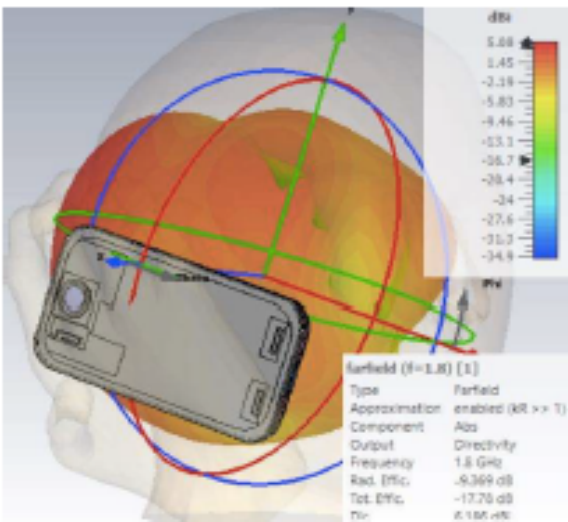 dBi
5.08
1.45
-2.19
-5.83
-9.46
-13.1
-16.7
-20.4
-24
-27.6
-31.3
-34.9
Phi
farfield (f=1.8) [1]
Type Farfield
Approximation enabled (kR >> 1)
Component Abs
Output Directivity
Frequency 1.8 GHz
Rad. Effic. -9.369 dB
Tot. Effic. -17.78 dB